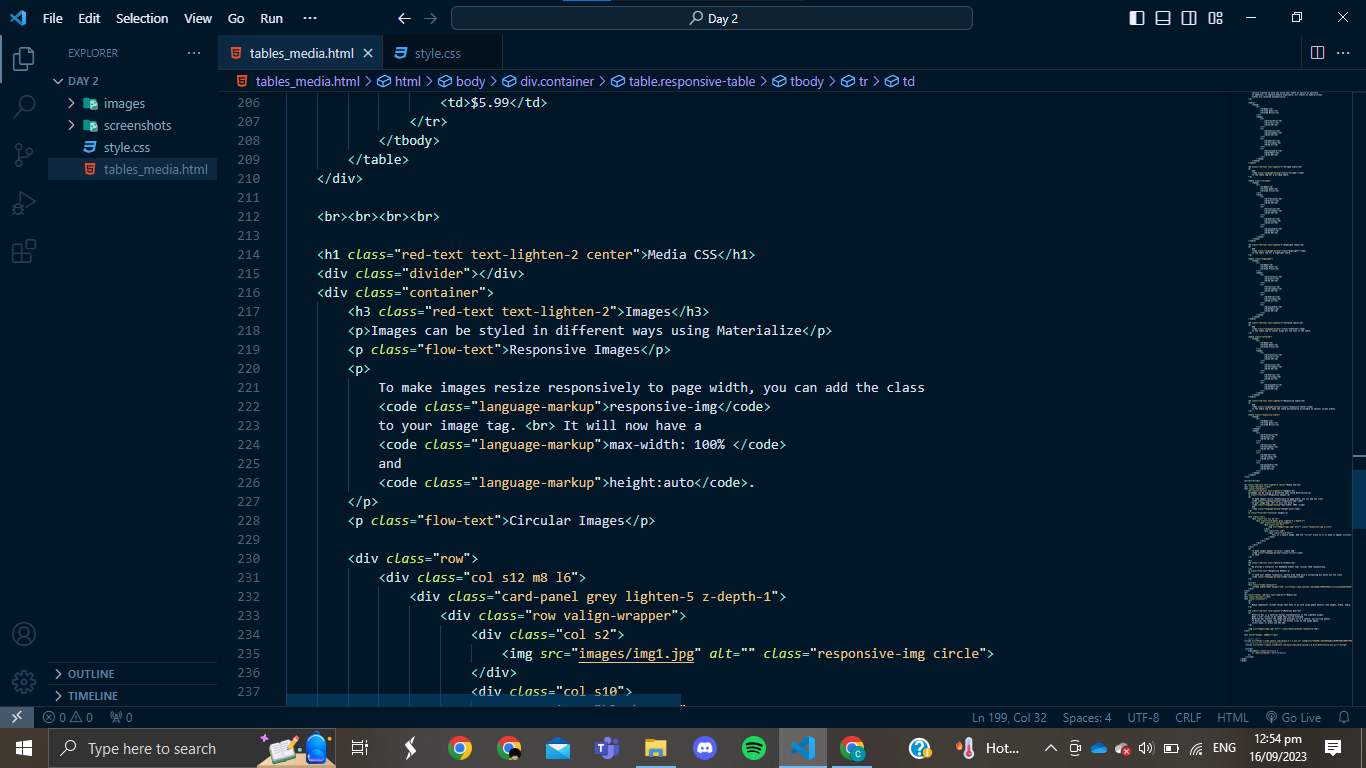 File Edit Selection View Go Run ··· Day 2
EXPLORER ···
tables_media.html
style.css
DAY 2
images
screenshots
style.css
tables_media.html
OUTLINE
TIMELINE
tables_media.html > html > body > div.container > table.responsive-table > tbody > tr > td
206 <td>$5.99</td>
207 </tr>
208 </tbody>
209 </table>
210 </div>
211
212 <br><br><br><br>
213
214 <h1 class="red-text text-lighten-2 center">Media CSS</h1>
215 <div class="divider"></div>
216 <div class="container">
217 <h3 class="red-text text-lighten-2">Images</h3>
218 <p>Images can be styled in different ways using Materialize</p>
219 <p class="flow-text">Responsive Images</p>
220 <p>
221 To make images resize responsively to page width, you can add the class
222 <code class="language-markup">responsive-img</code>
223 to your image tag. <br> It will now have a
224 <code class="language-markup">max-width: 100% </code>
225 and
226 <code class="language-markup">height:auto</code>.
227 </p>
228 <p class="flow-text">Circular Images</p>
229
230 <div class="row">
231 <div class="col s12 m8 l6">
232 <div class="card-panel grey lighten-5 z-depth-1">
233 <div class="row valign-wrapper">
234 <div class="col s2">
235 <img src="images/img1.jpg" alt="" class="responsive-img circle">
236 </div>
237 <div class="col s10">
0 0 0 Ln 199, Col 32 Spaces: 4 UTF-8 CRLF HTML Go Live
Type here to search Hot... ENG 12:54 pm
16/09/2023